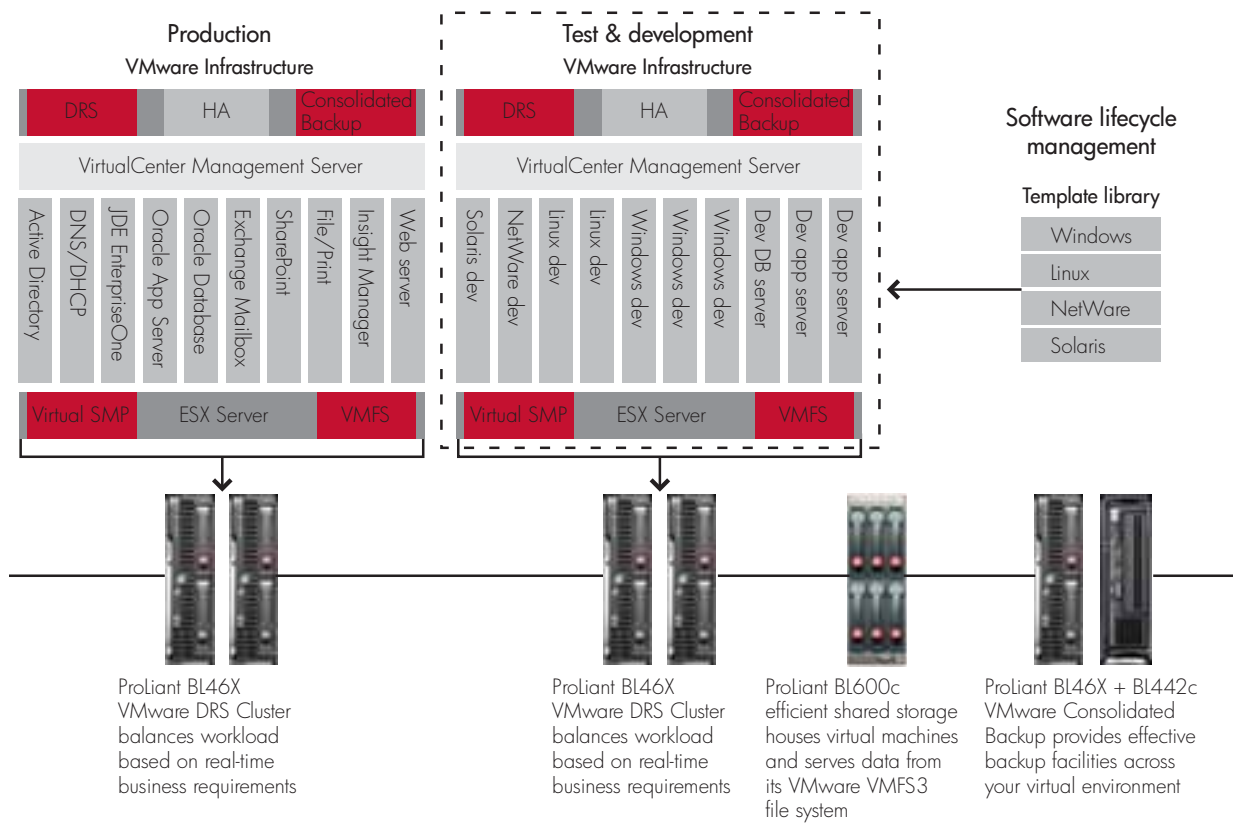 Production
VMware Infrastructure
DRS
HA
Consolidated
Backup
VirtualCenter Management Server
Active Directory
DNS/DHCP
JDE EnterpriseOne
Oracle App Server
Oracle Database
Exchange Mailbox
SharePoint
File/Print
Insight Manager
Web server
Virtual SMP
ESX Server
VMFS
Test & development
VMware Infrastructure
DRS
HA
Consolidated
Backup
VirtualCenter Management Server
Solaris dev
NetWare dev
Linux dev
Linux dev
Windows dev
Windows dev
Windows dev
Dev DB server
Dev app server
Dev app server
Virtual SMP
ESX Server
VMFS
Software lifecycle
management
Template library
Windows
Linux
NetWare
Solaris
ProLiant BL46X
VMware DRS Cluster
balances workload
based on real-time
business requirements
ProLiant BL46X
VMware DRS Cluster
balances workload
based on real-time
business requirements
ProLiant BL600c
efficient shared storage
houses virtual machines
and serves data from
its VMware VMFS3
file system
ProLiant BL46X + BL442c
VMware Consolidated
Backup provides effective
backup facilities across
your virtual environment